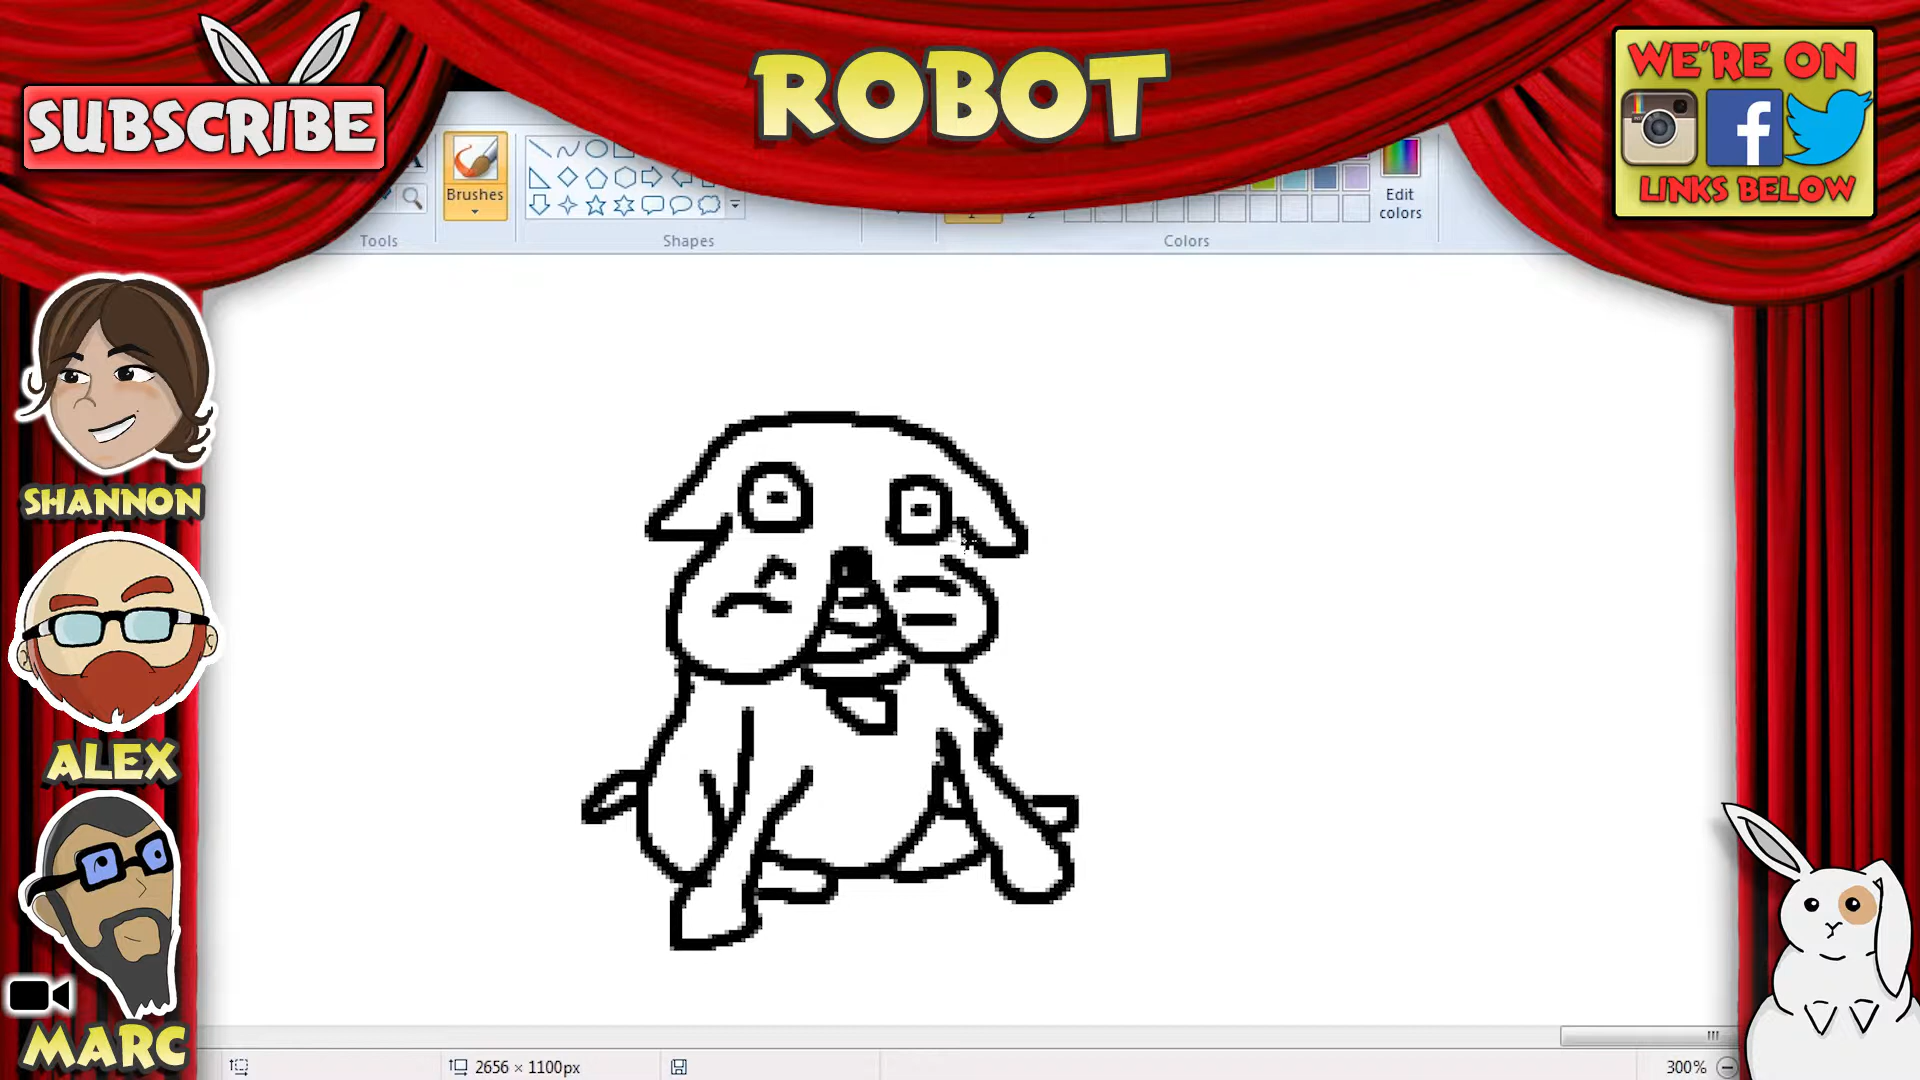 SUBSCRIBE
ROBOT
WE'RE ON
LINKS BELOW
Brushes
Edit
colors
Tools
Shapes
Colors
SHANNON
ALEX
MARC
2656 × 1100px
300%